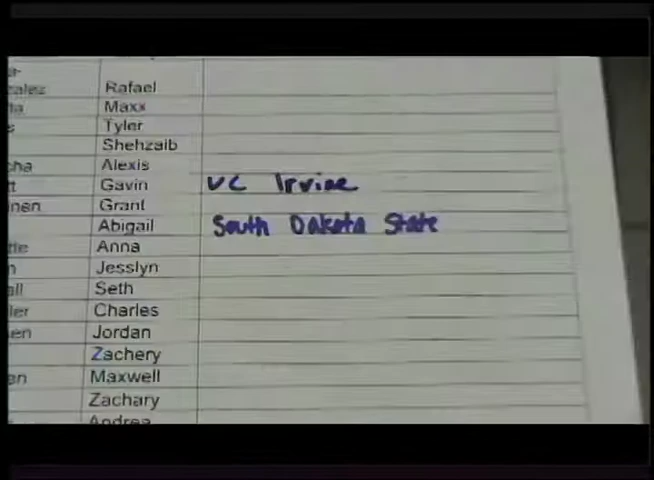 Rafael
Maxx
Tyler
Shehzaib
Alexis
Gavin UC Irvine
Grant
Abigail South Dakota State
Anna
Jesslyn
Seth
Charles
Jordan
Zachery
Maxwell
Zachary
Andrea